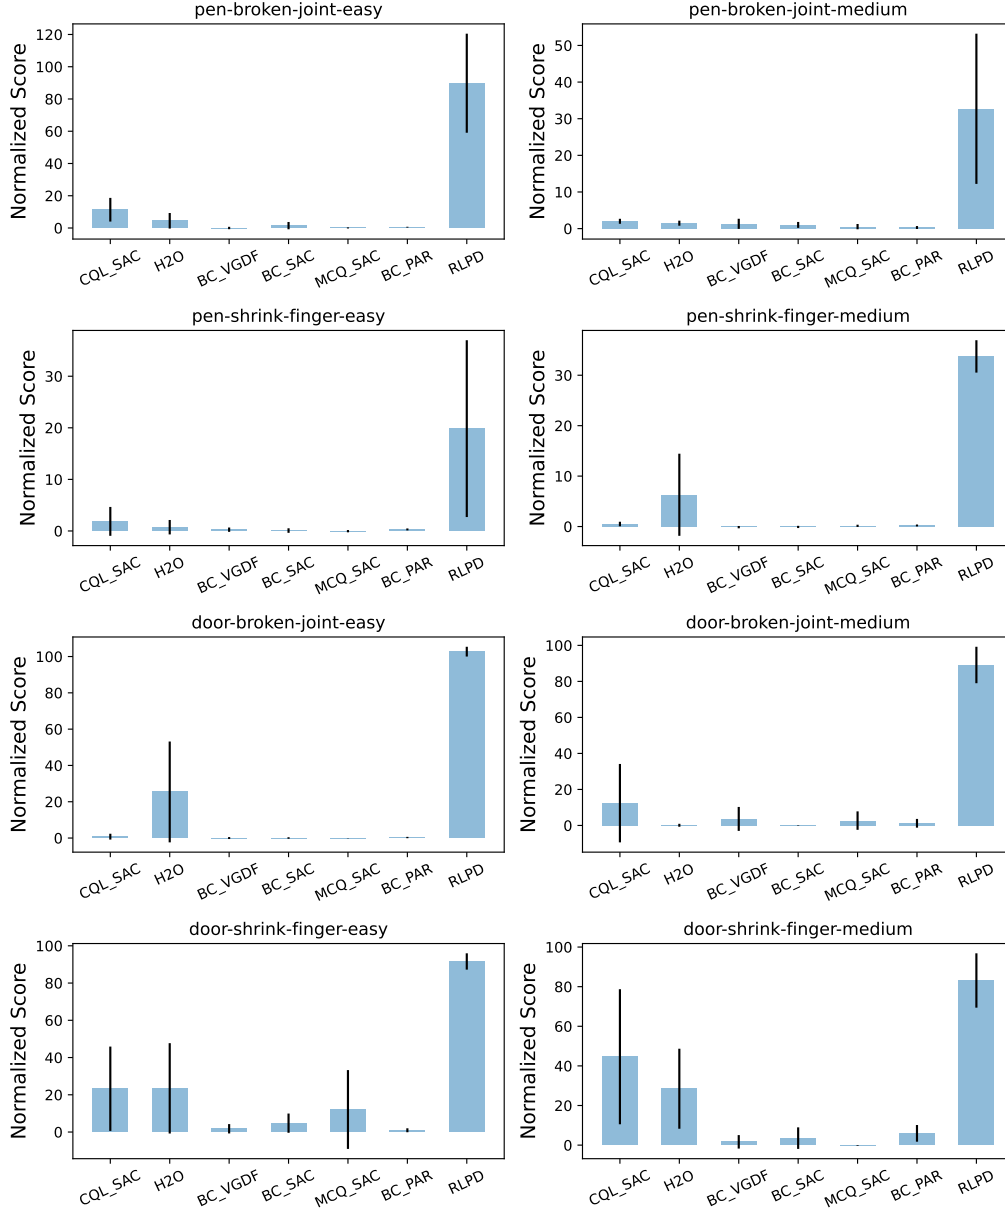 pen-broken-joint-easy
Normalized Score
120
100
80
60
40
20
0
CQL_SAC H2O BC_VGDF BC_SAC MCQ_SAC BC_PAR RLPD
pen-broken-joint-medium
Normalized Score
50
40
30
20
10
0
CQL_SAC H2O BC_VGDF BC_SAC MCQ_SAC BC_PAR RLPD
pen-shrink-finger-easy
Normalized Score
30
20
10
0
CQL_SAC H2O BC_VGDF BC_SAC MCQ_SAC BC_PAR RLPD
pen-shrink-finger-medium
Normalized Score
30
20
10
0
CQL_SAC H2O BC_VGDF BC_SAC MCQ_SAC BC_PAR RLPD
door-broken-joint-easy
Normalized Score
100
80
60
40
20
0
CQL_SAC H2O BC_VGDF BC_SAC MCQ_SAC BC_PAR RLPD
door-broken-joint-medium
Normalized Score
100
80
60
40
20
0
CQL_SAC H2O BC_VGDF BC_SAC MCQ_SAC BC_PAR RLPD
door-shrink-finger-easy
Normalized Score
100
80
60
40
20
0
CQL_SAC H2O BC_VGDF BC_SAC MCQ_SAC BC_PAR RLPD
door-shrink-finger-medium
Normalized Score
100
80
60
40
20
0
CQL_SAC H2O BC_VGDF BC_SAC MCQ_SAC BC_PAR RLPD